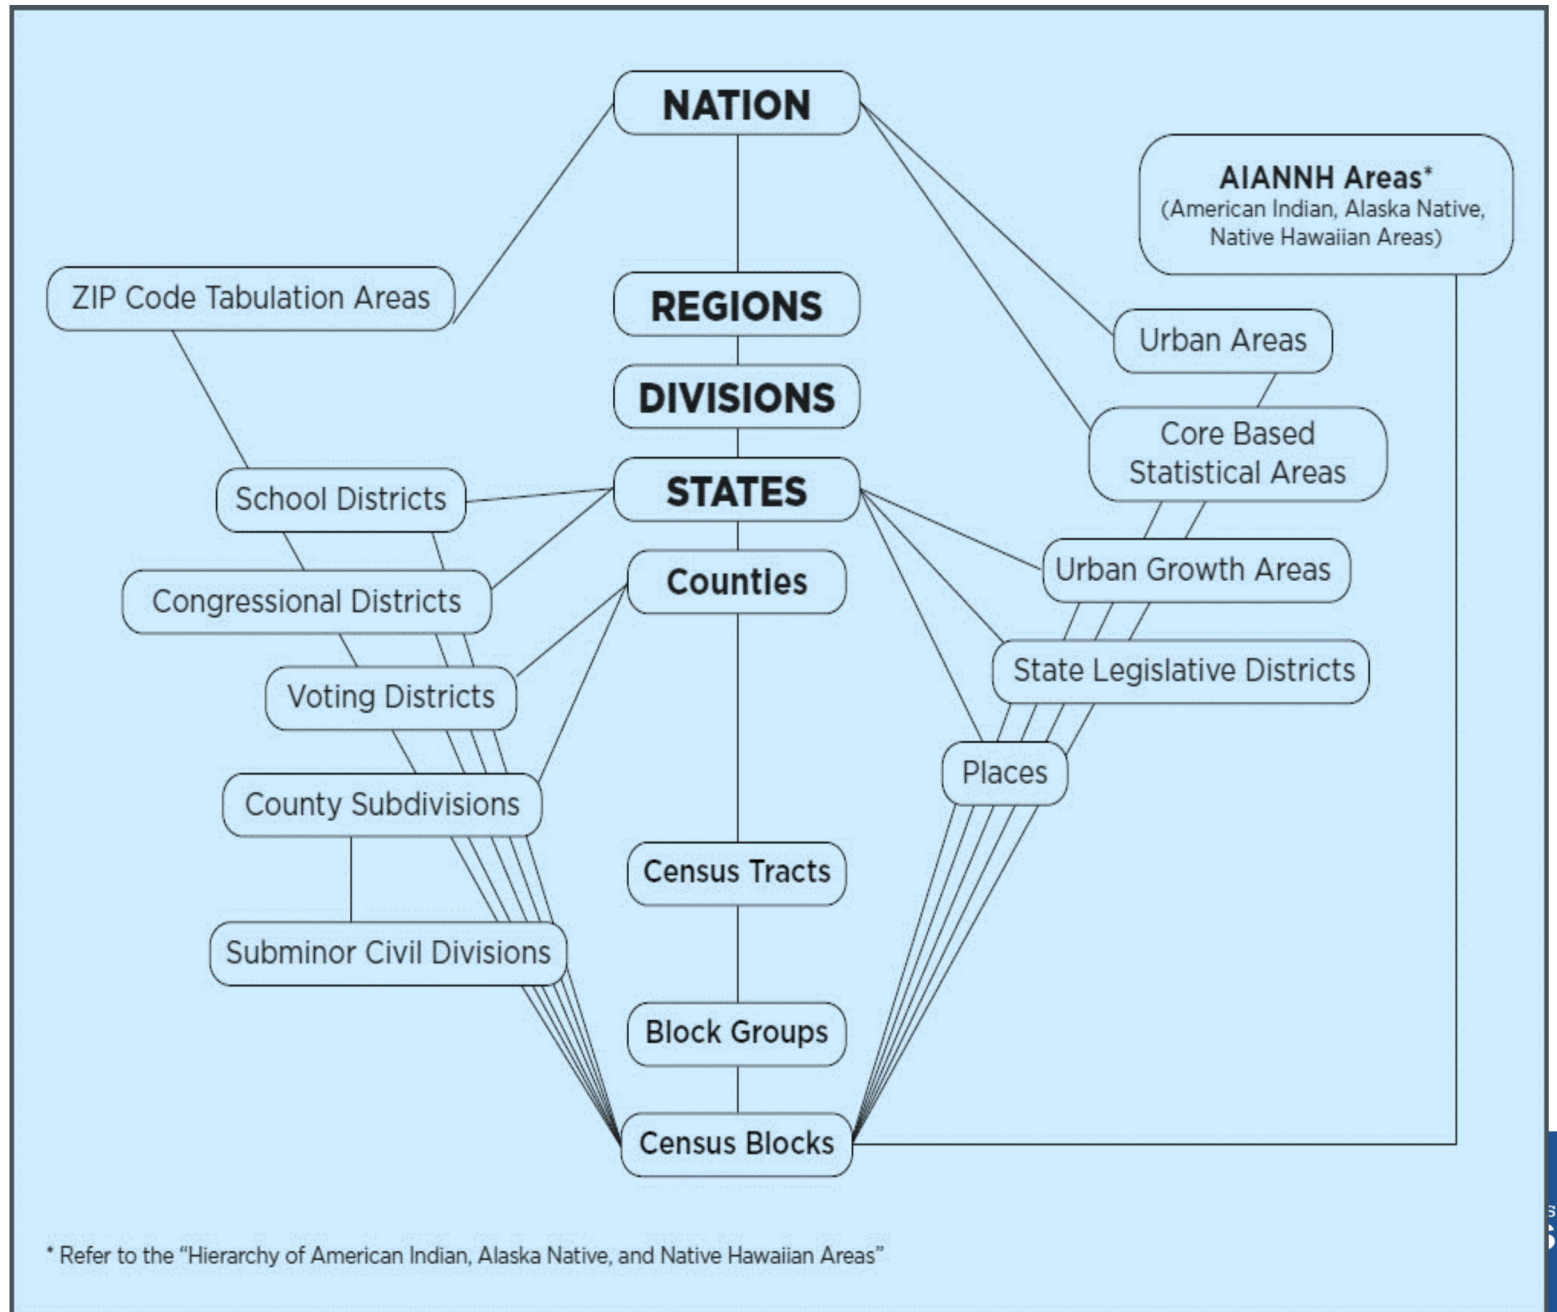 NATION
AIANNH Areas*
(American Indian, Alaska Native,
Native Hawaiian Areas)
ZIP Code Tabulation Areas
REGIONS
Urban Areas
DIVISIONS
Core Based
Statistical Areas
STATES
School Districts
Urban Growth Areas
Counties
Congressional Districts
State Legislative Districts
Voting Districts
Places
County Subdivisions
Census Tracts
Subminor Civil Divisions
Block Groups
Census Blocks
* Refer to the “Hierarchy of American Indian, Alaska Native, and Native Hawaiian Areas”